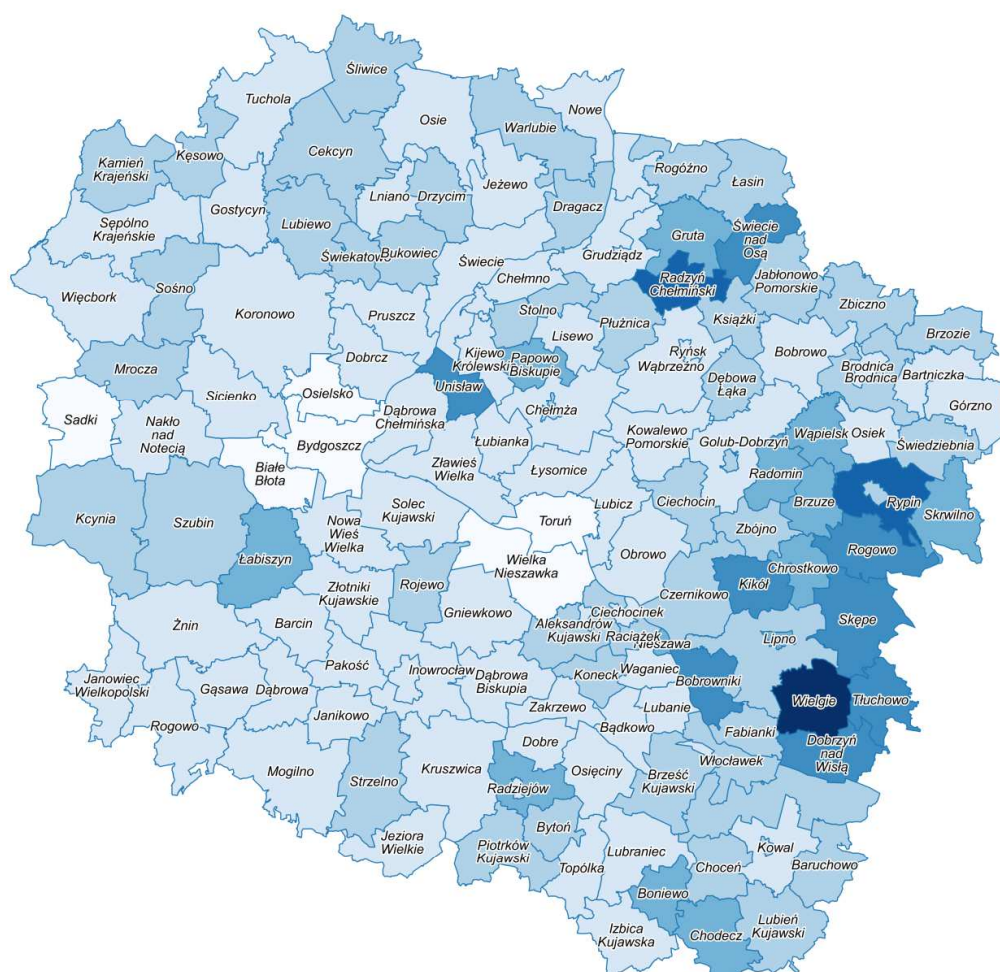 Śliwice
Tuchola
Nowe
Osie
Warlubie
Cekcyn
Kęsowo
Kamień
Krajeński
Rogóźno
Łasin
Jeżewo
Lniano
Drzycim
Dragacz
Gostycyn
Sępólno
Krajeńskie
Lubiewo
Gruta
Świecie
nad
Osą
Grudziądz
Bukowiec
Świekatowo
Świecie
Chełmno
Radzyń
Chełmiński
Jabłonowo
Pomorskie
Sośno
Więcbork
Zbiczno
Koronowo
Pruszcz
Stolno
Płużnica
Książki
Brzozie
Lisewo
Dobrcz
Kijewo
Królewski
Papowo
Biskupie
Ryńsk
Wąbrzeźno
Bobrowo
Mrocza
Brodnica
Brodnica
Bartniczka
Unisław
Dębowa
Łąka
Sicienko
Osielsko
Górzno
Chełmża
Sadki
Nakło
nad
Notecią
Dąbrowa
Chełmińska
Kowalewo
Pomorskie
Golub-Dobrzyń
Wąpielsk
Osiek
Świedziebnia
Bydgoszcz
Łubianka
Białe
Błota
Zławieś
Wielka
Łysomice
Radomin
Ciechocin
Brzuze
Rypin
Skrwilno
Solec
Kujawski
Lubicz
Kcynia
Szubin
Nowa
Wieś
Wielka
Toruń
Zbójno
Łabiszyn
Wielka
Nieszawka
Obrowo
Rogowo
Chrostkowo
Kikół
Rojewo
Złotniki
Kujawskie
Czernikowo
Gniewkowo
Ciechocinek
Aleksandrów
Kujawski
Raciążek
Nieszawa
Lipno
Skępe
Żnin
Barcin
Pakość
Inowrocław
Dąbrowa
Biskupia
Koneck
Waganiec
Bobrowniki
Janowiec
Wielkopolski
Gąsawa
Dąbrowa
Wielgie
Tłuchowo
Rogowo
Janikowo
Zakrzewo
Lubanie
Bądkowo
Fabianki
Dobrzyń
nad
Wisłą
Dobre
Włocławek
Mogilno
Kruszwica
Osięciny
Strzelno
Brześć
Kujawski
Radziejów
Bytoń
Jeziora
Wielkie
Piotrków
Kujawski
Lubraniec
Kowal
Topólka
Choceń
Baruchowo
Boniewo
Izbica
Kujawska
Chodecz
Lubień
Kujawski